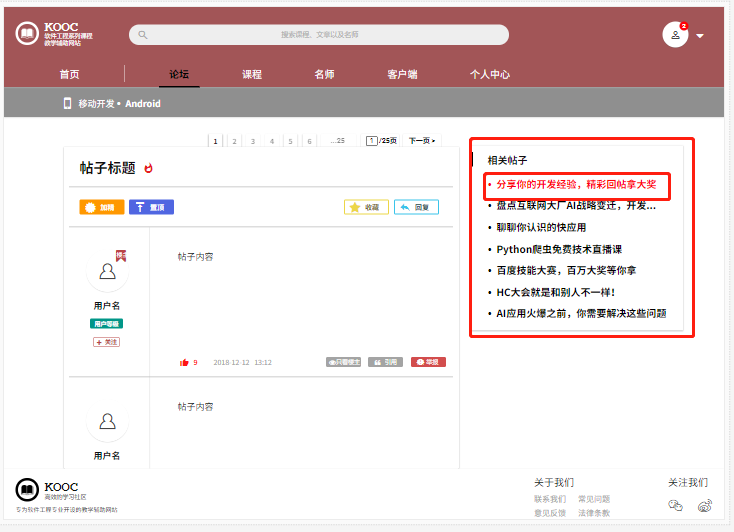 KOOC
软件工程系列课程
教学辅助网站
搜索课程、文章以及名师
2
首页 论坛 课程 名师 客户端 个人中心
移动开发 • Android
1 2 3 4 5 6 ...25 1 /25页 下一页 >
帖子标题
加精 置顶 收藏 回复
帖子内容
用户名
用户等级
+ 关注
9 2018-12-12 13:12 只看楼主 引用 举报
帖子内容
用户名
相关帖子
• 分享你的开发经验，精彩回帖拿大奖
• 盘点互联网大厂AI战略变迁，开发...
• 聊聊你认识的快应用
• Python爬虫免费技术直播课
• 百度技能大赛，百万大奖等你拿
• HC大会就是和别人不一样！
• AI应用火爆之前，你需要解决这些问题
KOOC
高效的学习社区
专为软件工程专业开设的教学辅助网站
关于我们
联系我们 常见问题
意见反馈 法律条款
关注我们